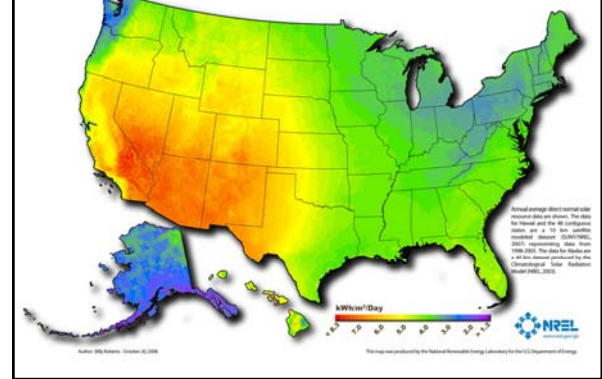 Annual average direct normal solar
resource data are shown. The data
for Hawaii and the 48 contiguous
states are a 10 km satellite
modeled dataset (SUNY/NREL,
2007) representing data from
1998-2005. The data for Alaska are
a 40 km dataset produced by the
Climatological Solar Radiation
Model (NREL, 2003).
kWh/m²/Day
7.0 6.0 5.0 4.0 3.0 2.0
NREL
Author: Billy Roberts - October 20, 2008
This map was produced by the National Renewable Energy Laboratory for the U.S. Department of Energy.